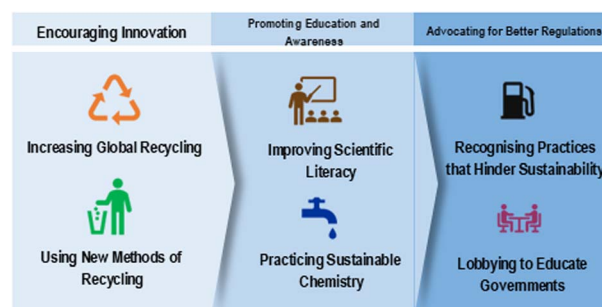 Encouraging Innovation
Promoting Education and
Awareness
Advocating for Better Regulations
Increasing Global Recycling
Using New Methods of
Recycling
Improving Scientific
Literacy
Practicing Sustainable
Chemistry
Recognising Practices
that Hinder Sustainability
Lobbying to Educate
Governments